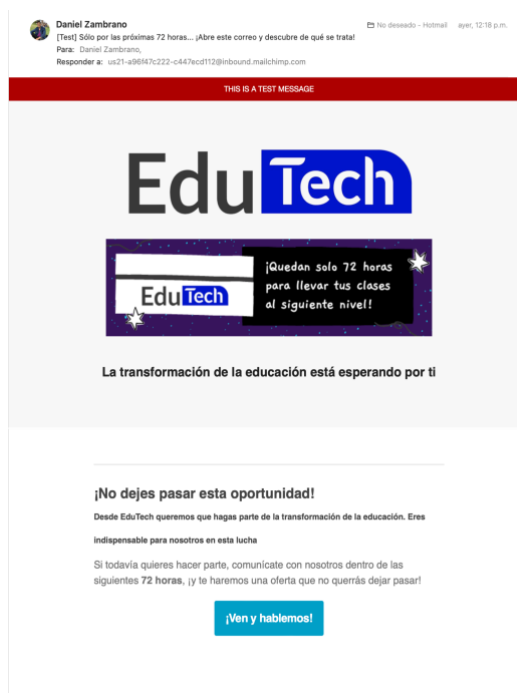 Daniel Zambrano
No deseado - Hotmail ayer, 12:18 p.m.
[Test] Sólo por las próximas 72 horas... ¡Abre este correo y descubre de qué se trata!
Para: Daniel Zambrano,
Responder a: us21-a96f47c222-c447ecd112@inbound.mailchimp.com
THIS IS A TEST MESSAGE
EduTech
¡Quedan solo 72 horas
para llevar tus clases
al siguiente nivel!
EduTech
La transformación de la educación está esperando por ti
¡No dejes pasar esta oportunidad!
Desde EduTech queremos que hagas parte de la transformación de la educación. Eres
indispensable para nosotros en esta lucha
Si todavía quieres hacer parte, comunícate con nosotros dentro de las
siguientes 72 horas, ¡y te haremos una oferta que no querrás dejar pasar!
¡Ven y hablemos!